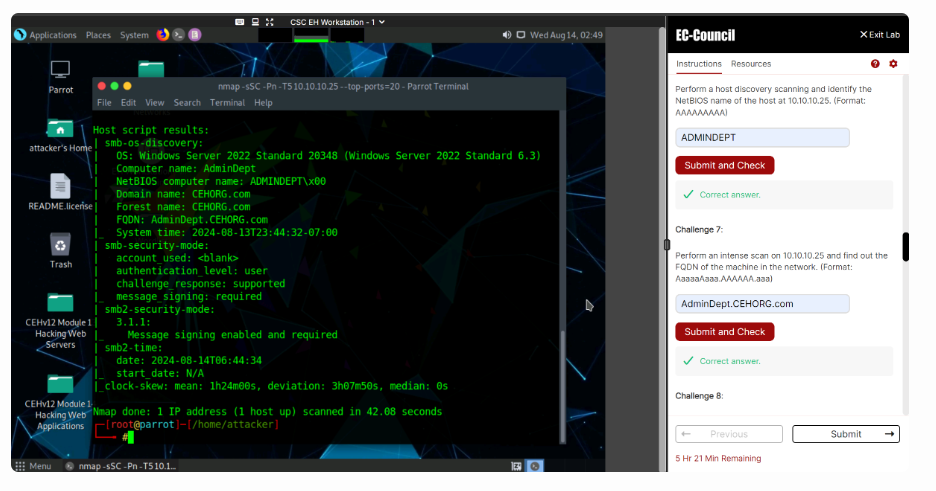 CSC EH Workstation - 1
Applications Places System
Wed Aug 14, 02:49
Parrot
attacker's Home
README.license
Trash
CEHv12 Module 1
Hacking Web
Servers
CEHv12 Module 1
Hacking Web
Applications
nmap -sSC -Pn -T5 10.10.10.25 --top-ports=20 - Parrot Terminal
File Edit View Search Terminal Help
Host script results:
| smb-os-discovery:
|   OS: Windows Server 2022 Standard 20348 (Windows Server 2022 Standard 6.3)
|   Computer name: AdminDept
|   NetBIOS computer name: ADMINDEPT\x00
|   Domain name: CEHORG.com
|   Forest name: CEHORG.com
|   FQDN: AdminDept.CEHORG.com
|_  System time: 2024-08-13T23:44:32-07:00
| smb-security-mode:
|   account_used: <blank>
|   authentication_level: user
|   challenge_response: supported
|_  message_signing: required
| smb2-security-mode:
|   3.1.1:
|_    Message signing enabled and required
| smb2-time:
|   date: 2024-08-14T06:44:34
|_  start_date: N/A
|_clock-skew: mean: 1h24m00s, deviation: 3h07m50s, median: 0s
Nmap done: 1 IP address (1 host up) scanned in 42.08 seconds
[root@parrot]-[/home/attacker]
#
Menu
nmap -sSC -Pn -T5 10.1...
EC-Council
Exit Lab
Instructions Resources
Perform a host discovery scanning and identify the
NetBIOS name of the host at 10.10.10.25. (Format:
AAAAAAAAA)
ADMINDEPT
Submit and Check
Correct answer.
Challenge 7:
Perform an intense scan on 10.10.10.25 and find out the
FQDN of the machine in the network. (Format:
AaaaaAaaa.AAAAAA.aaa)
AdminDept.CEHORG.com
Submit and Check
Correct answer.
Challenge 8:
← Previous
Submit →
5 Hr 21 Min Remaining